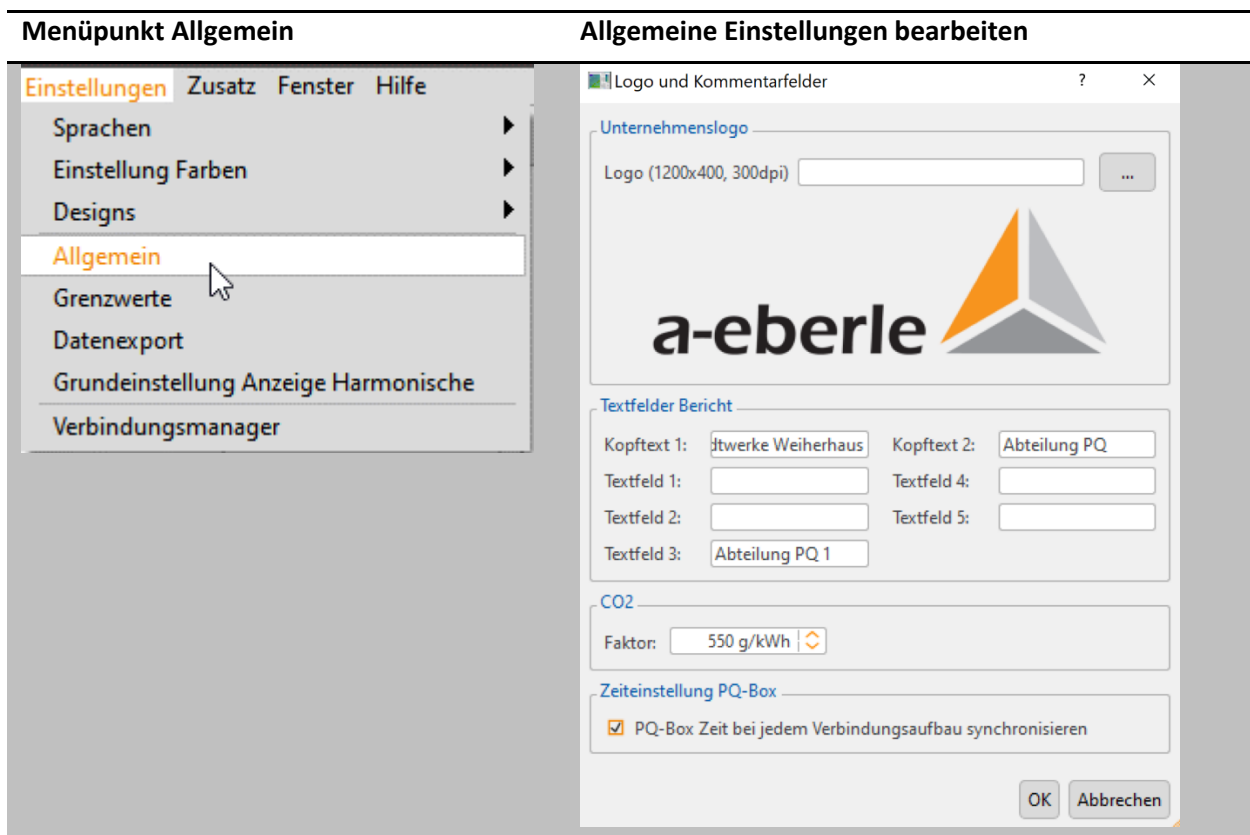 Menüpunkt Allgemein
Allgemeine Einstellungen bearbeiten
Einstellungen Zusatz Fenster Hilfe
Sprachen
Einstellung Farben
Designs
Allgemein
Grenzwerte
Datenexport
Grundeinstellung Anzeige Harmonische
Verbindungsmanager
Logo und Kommentarfelder ?
Unternehmenslogo
Logo (1200x400, 300dpi) ...
a-eberle
Textfelder Bericht
Kopftext 1: dtwerke Weiherhaus Kopftext 2: Abteilung PQ
Textfeld 1: Textfeld 4:
Textfeld 2: Textfeld 5:
Textfeld 3: Abteilung PQ 1
CO2
Faktor: 550 g/kWh
Zeiteinstellung PQ-Box
PQ-Box Zeit bei jedem Verbindungsaufbau synchronisieren
OK Abbrechen